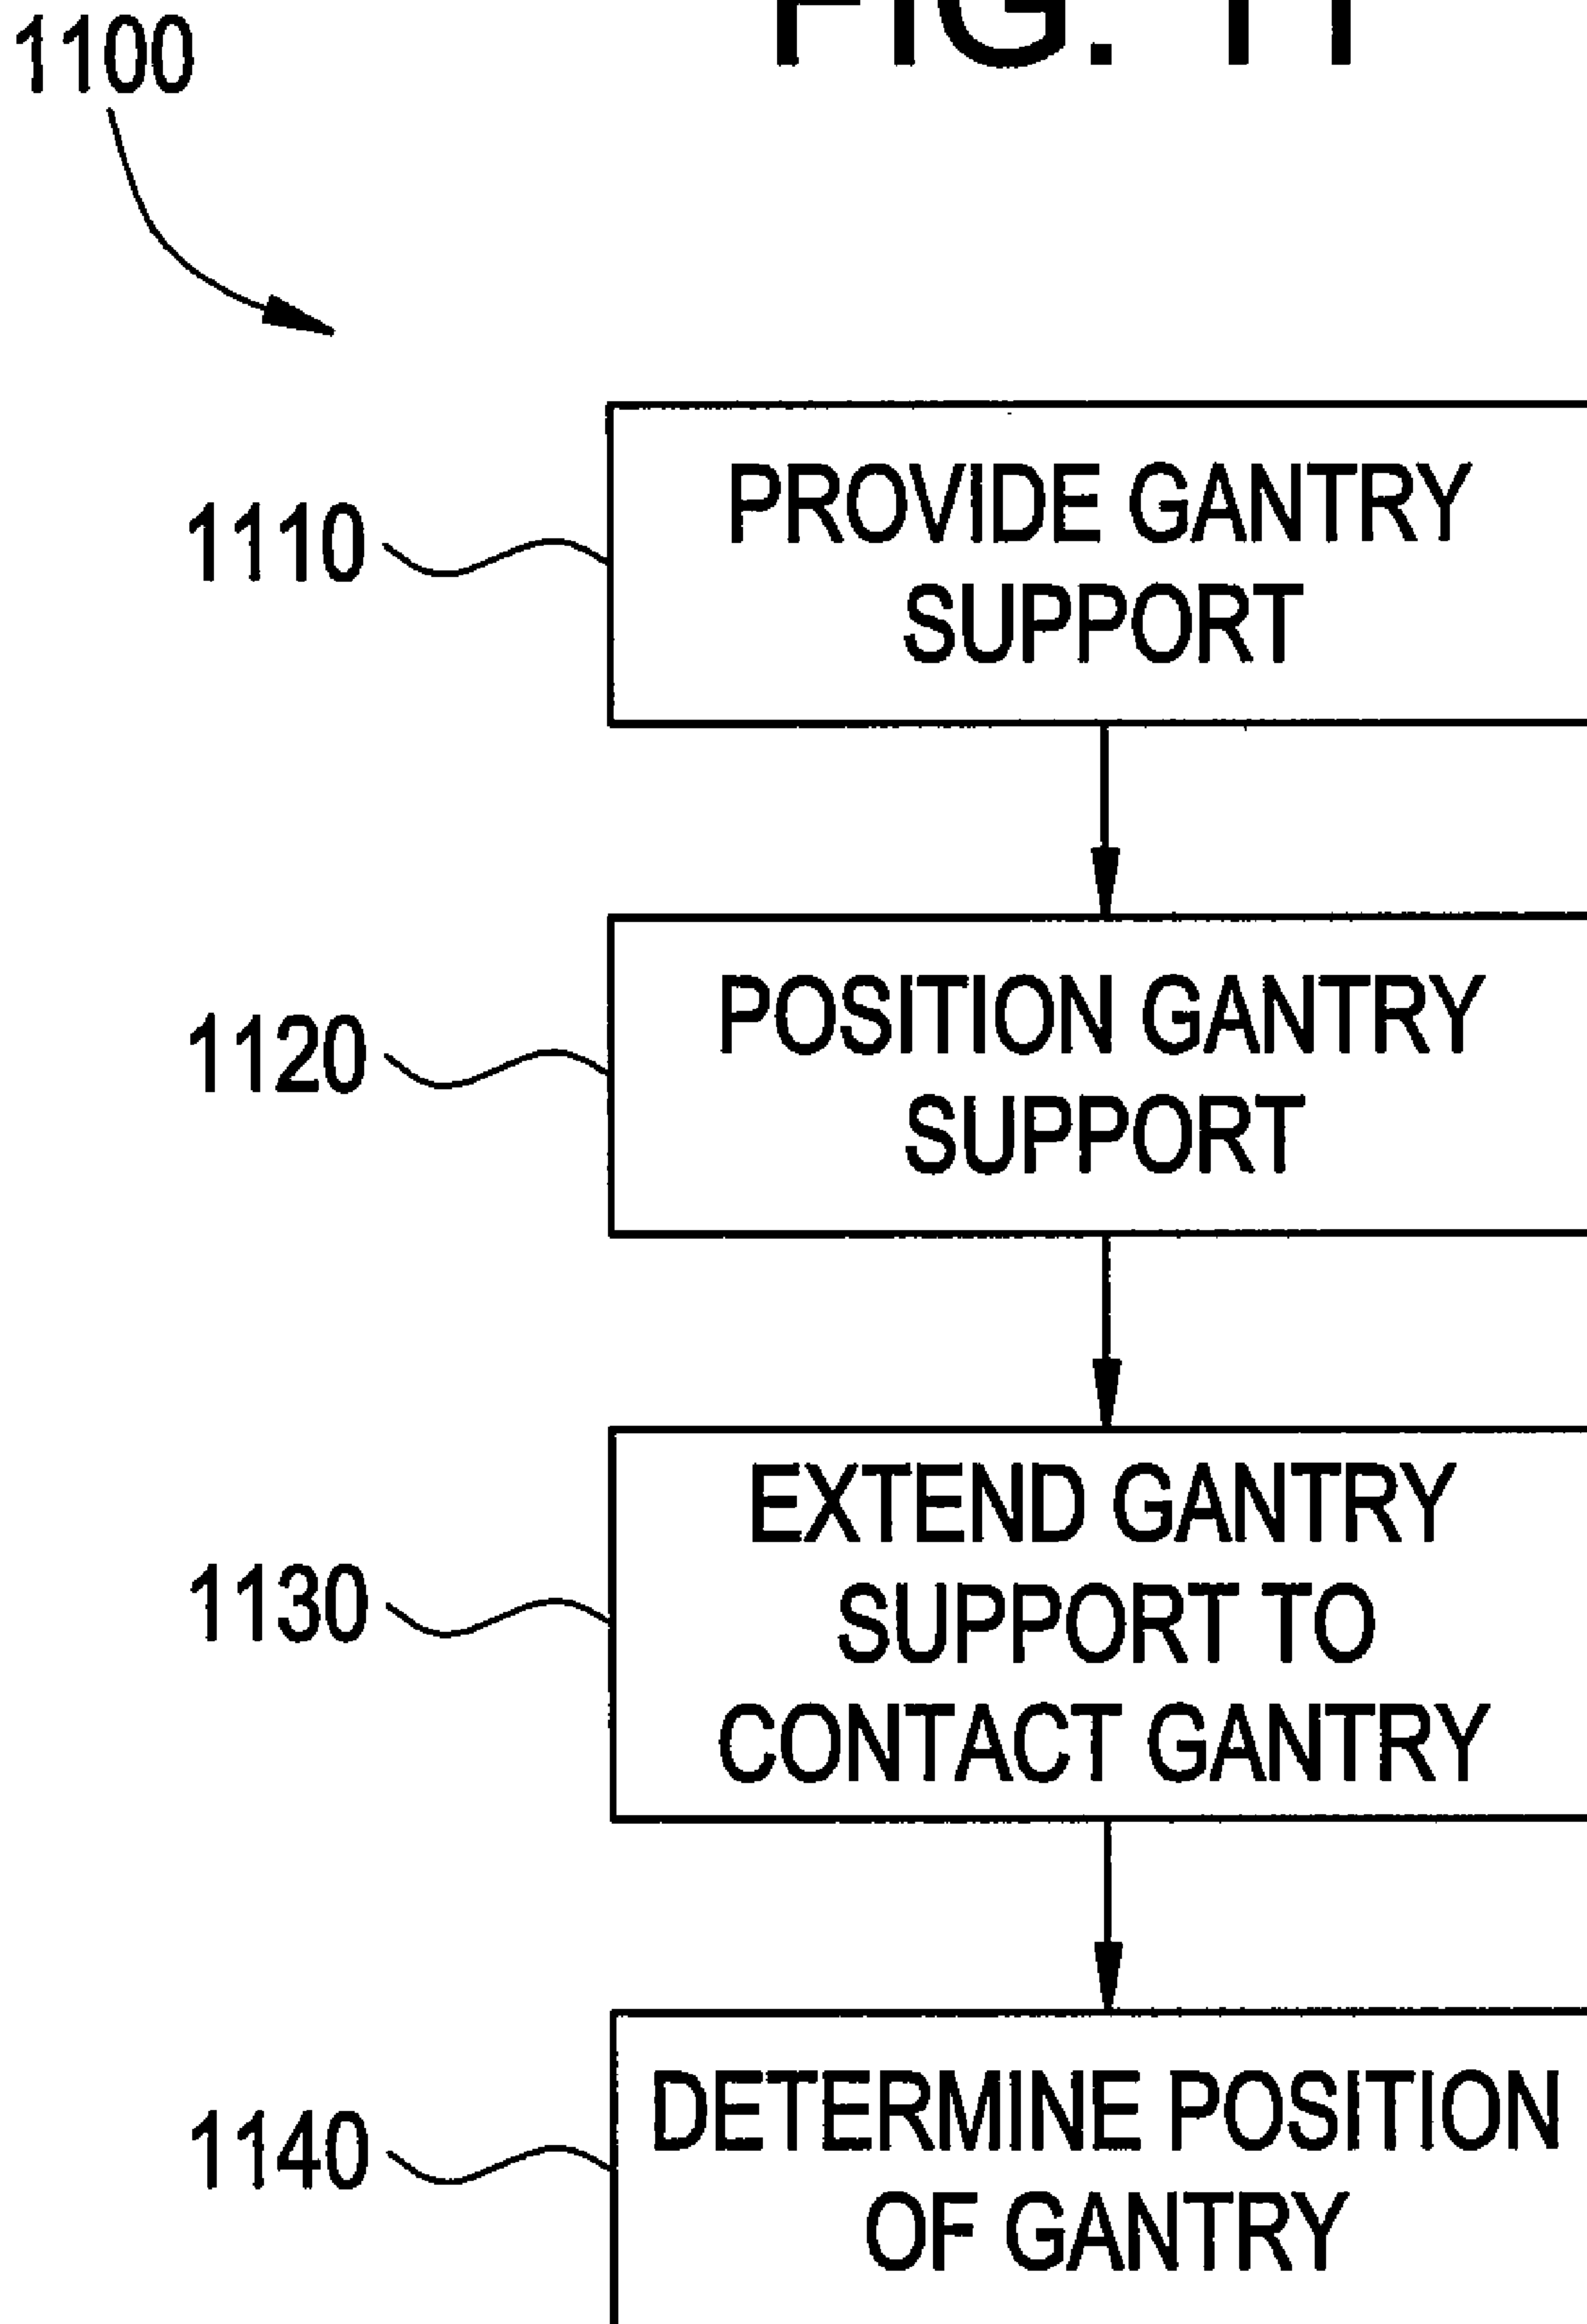 FIG. 11
1100
1110
PROVIDE GANTRY
SUPPORT
1120
POSITION GANTRY
SUPPORT
1130
EXTEND GANTRY
SUPPORT TO
CONTACT GANTRY
1140
DETERMINE POSITION
OF GANTRY